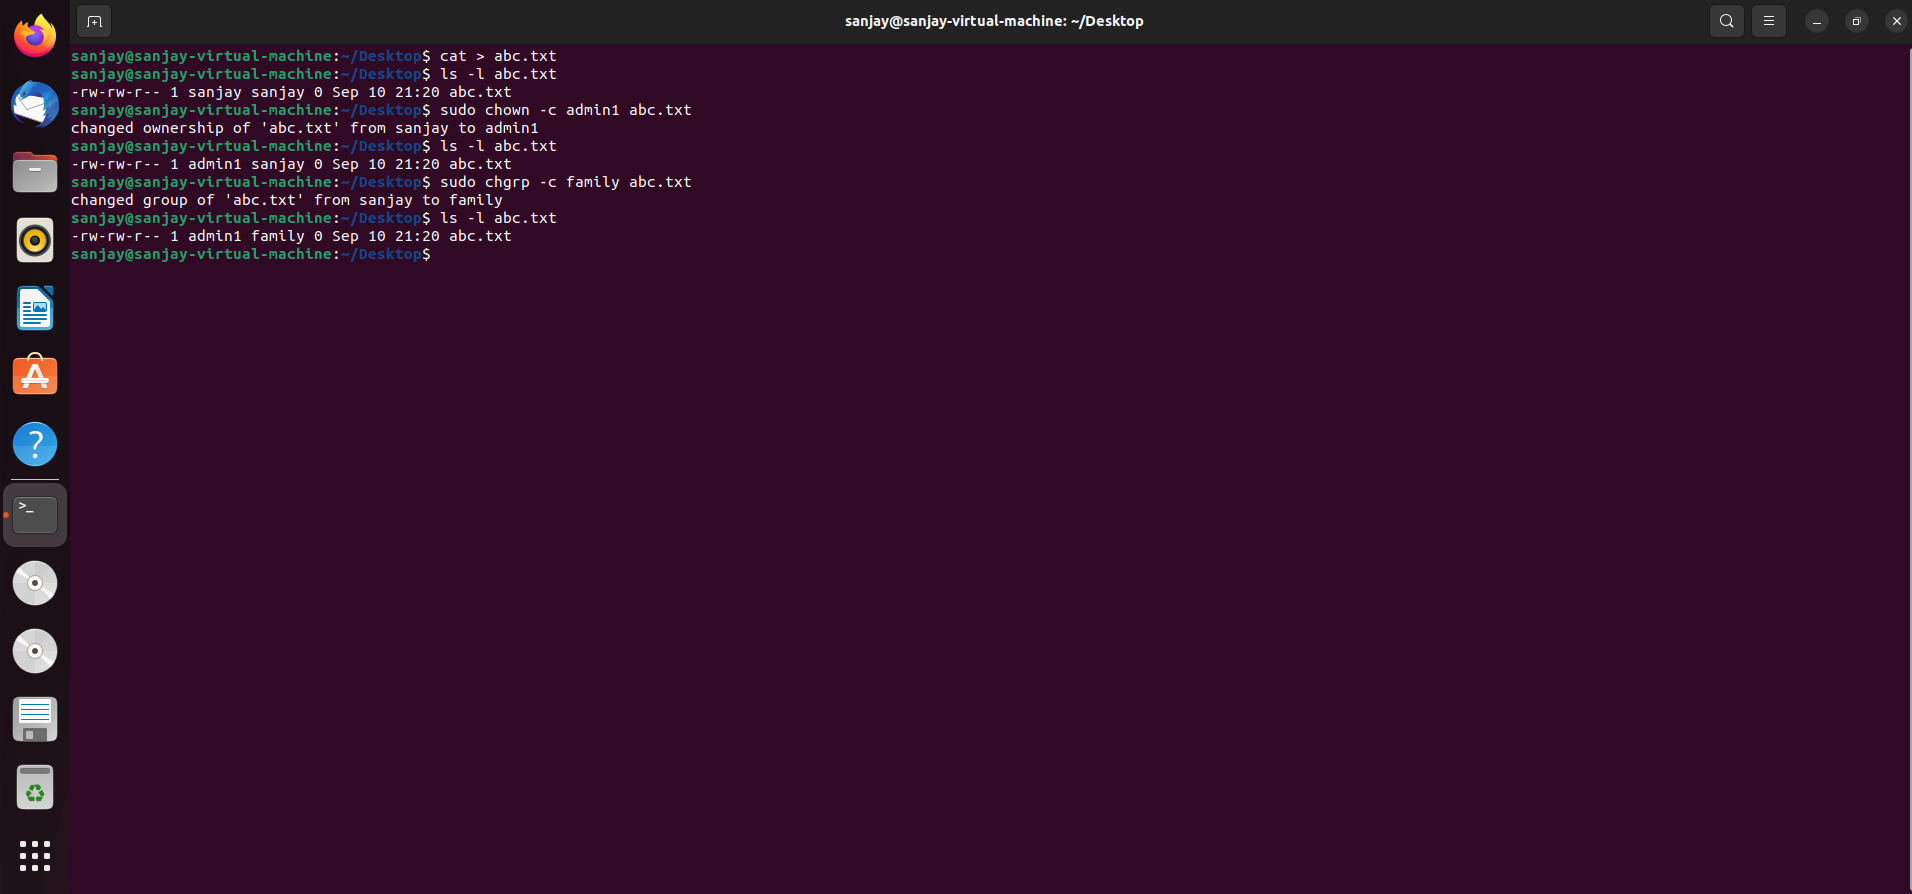 sanjay@sanjay-virtual-machine: ~/Desktop
sanjay@sanjay-virtual-machine:~/Desktop$ cat > abc.txt
sanjay@sanjay-virtual-machine:~/Desktop$ ls -l abc.txt
-rw-rw-r-- 1 sanjay sanjay 0 Sep 10 21:20 abc.txt
sanjay@sanjay-virtual-machine:~/Desktop$ sudo chown -c admin1 abc.txt
changed ownership of 'abc.txt' from sanjay to admin1
sanjay@sanjay-virtual-machine:~/Desktop$ ls -l abc.txt
-rw-rw-r-- 1 admin1 sanjay 0 Sep 10 21:20 abc.txt
sanjay@sanjay-virtual-machine:~/Desktop$ sudo chgrp -c family abc.txt
changed group of 'abc.txt' from sanjay to family
sanjay@sanjay-virtual-machine:~/Desktop$ ls -l abc.txt
-rw-rw-r-- 1 admin1 family 0 Sep 10 21:20 abc.txt
sanjay@sanjay-virtual-machine:~/Desktop$